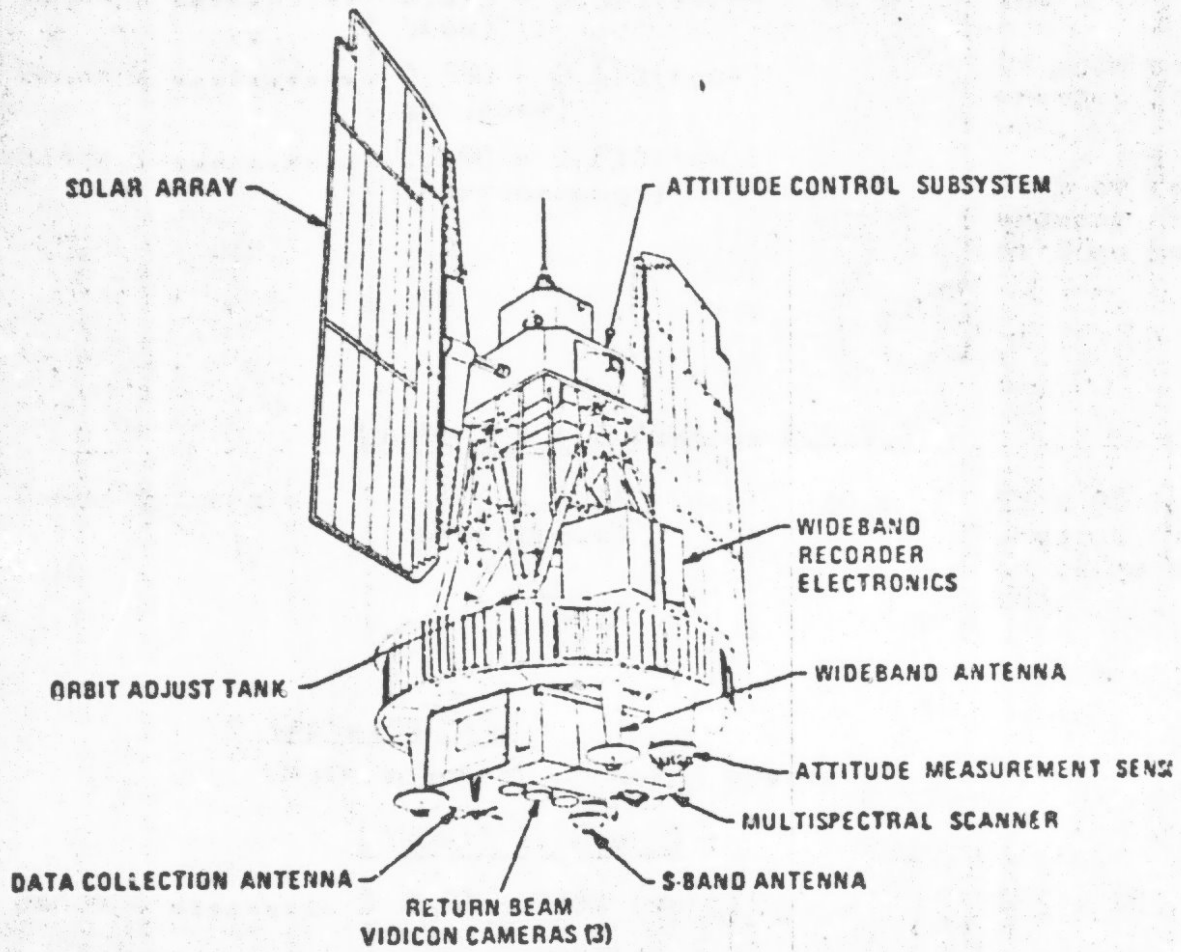 SOLAR ARRAY
ATTITUDE CONTROL SUBSYSTEM
WIDEBAND
RECORDER
ELECTRONICS
ORBIT ADJUST TANK
WIDEBAND ANTENNA
ATTITUDE MEASUREMENT SENS
MULTISPECTRAL SCANNER
DATA COLLECTION ANTENNA
S-BAND ANTENNA
RETURN BEAM
VIDICON CAMERAS (3)